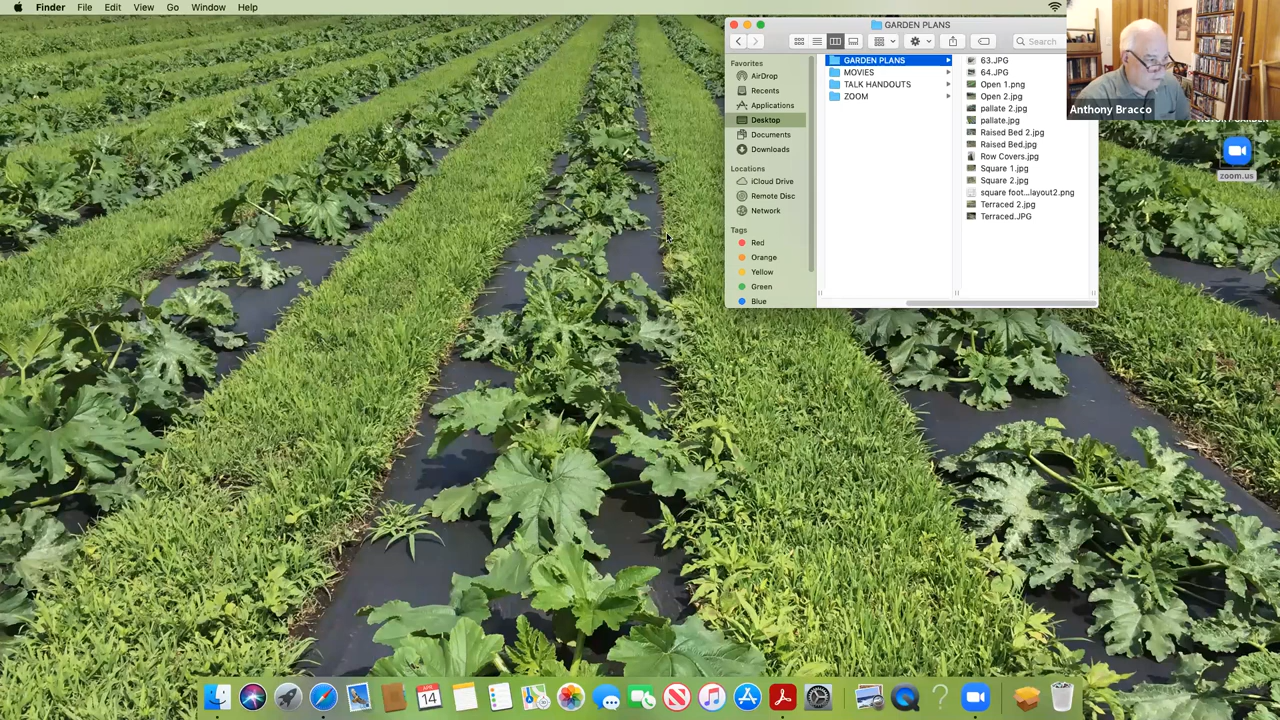 Finder File Edit View Go Window Help
GARDEN PLANS
Search
Favorites
AirDrop
Recents
Applications
Desktop
Documents
Downloads
Locations
iCloud Drive
Remote Disc
Network
Tags
Red
Orange
Yellow
Green
Blue
GARDEN PLANS
MOVIES
TALK HANDOUTS
ZOOM
63.JPG
64.JPG
Open 1.png
Open 2.jpg
pallate 2.jpg
pallate.jpg
Raised Bed 2.jpg
Raised Bed.jpg
Row Covers.jpg
Square 1.jpg
Square 2.jpg
square foot...layout2.png
Terraced 2.jpg
Terraced.JPG
Anthony Bracco
zoom.us
APR
14